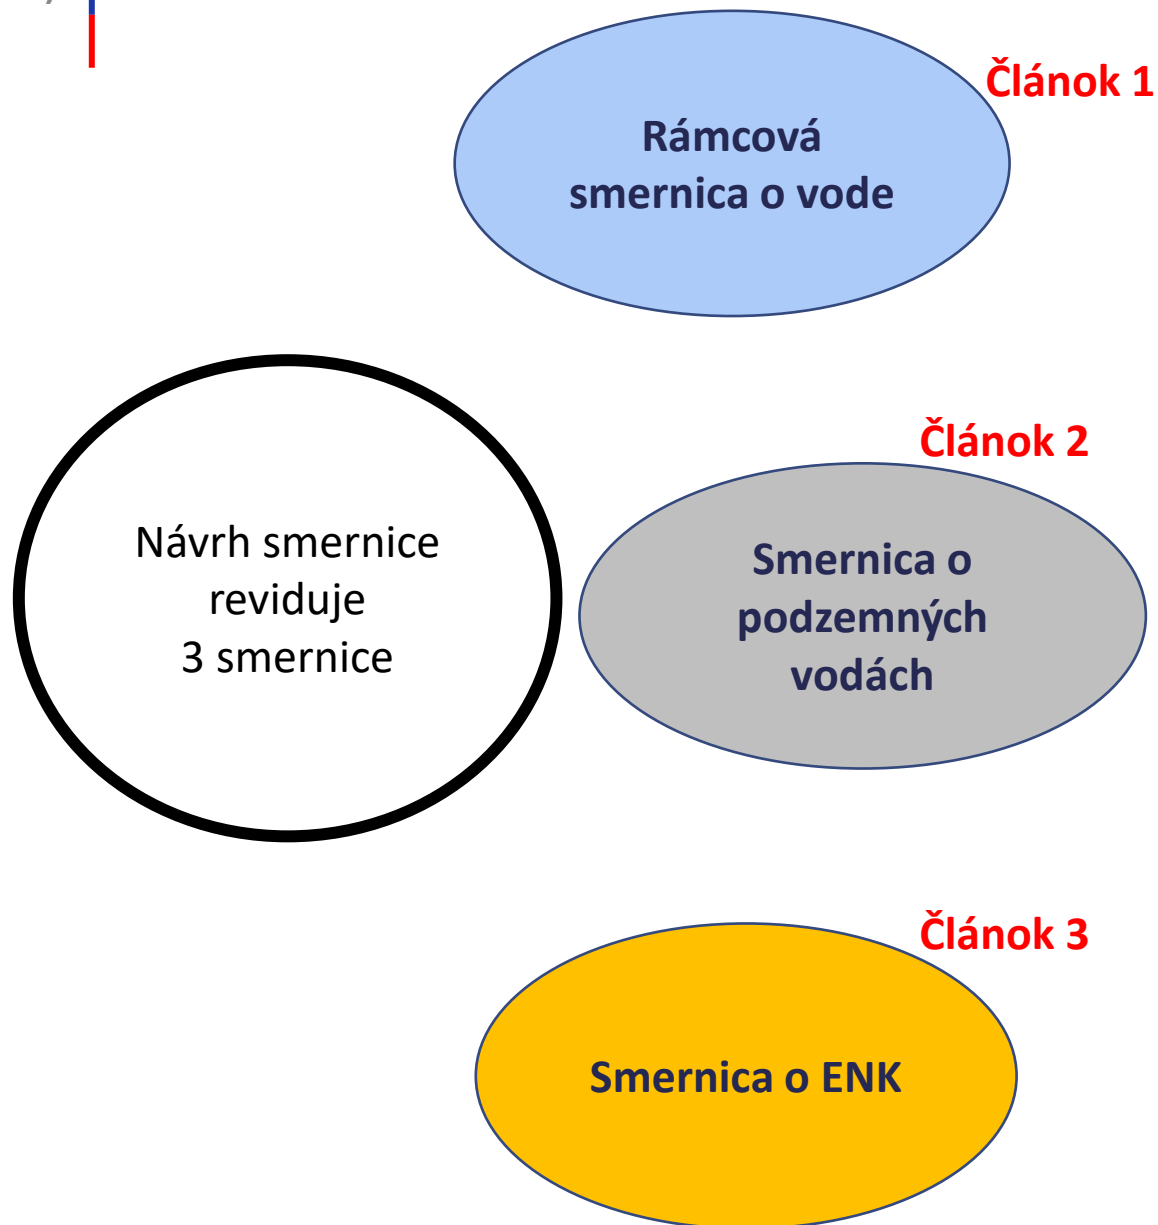 Článok 1
Rámcová
smernica o vode
Článok 2
Návrh smernice
reviduje
3 smernice
Smernica o
podzemných
vodách
Článok 3
Smernica o ENK